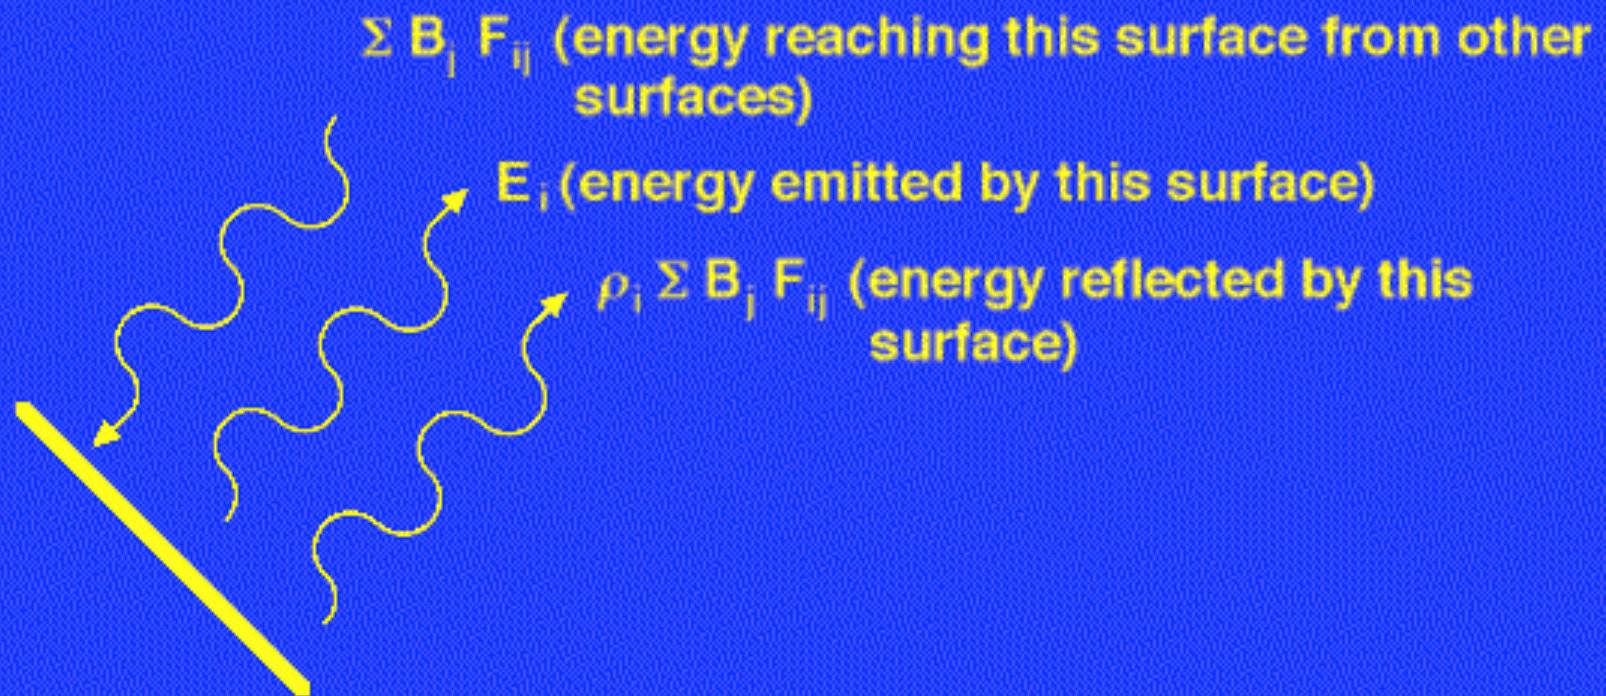 Σ Bj Fij (energy reaching this surface from other
surfaces)
Ei (energy emitted by this surface)
ρi Σ Bj Fij (energy reflected by this
surface)